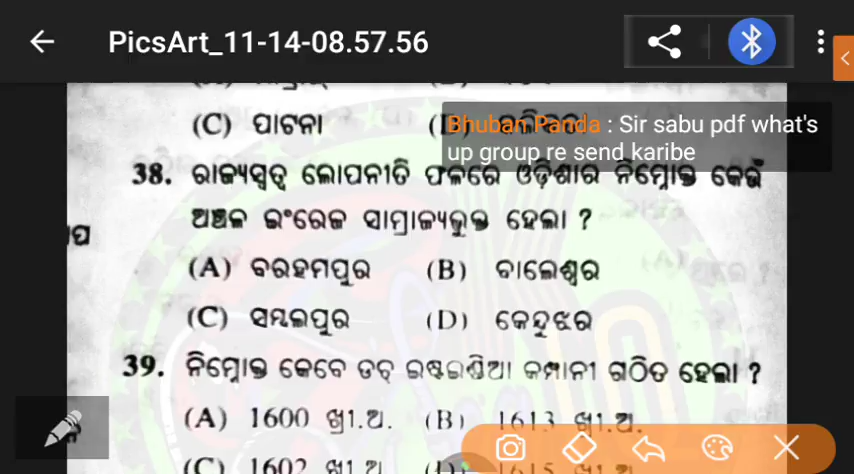 PicsArt_11-14-08.57.56
(C) ପାଟନା
Bhuban Panda : Sir sabu pdf what's
up group re send karibe
38. ରାଜ୍ୟସ୍ୱତ୍ୱ ଲୋପନୀତି ଫଳରେ ଓଡ଼ିଶାର ନିମ୍ନୋକ୍ତ କେଉଁ
ଅଞ୍ଚଳ ଇଂରେଜ ସାମ୍ରାଜ୍ୟଭୁକ୍ତ ହେଲା ?
(A) ବରହମପୁର (B) ବାଲେଶ୍ୱର
(C) ସମ୍ବଲପୁର (D) କେନ୍ଦୁଝର
39. ନିମ୍ନୋକ୍ତ କେବେ ଡଚ୍ ଇଷ୍ଟଇଣ୍ଡିଆ କମ୍ପାନୀ ଗଠିତ ହେଲା ?
(A) 1600 ଖ୍ରୀ.ଅ. (B) 1613 ଖ୍ରୀ.ଅ.
(C) 1602 ଖ୍ରୀ.ଅ